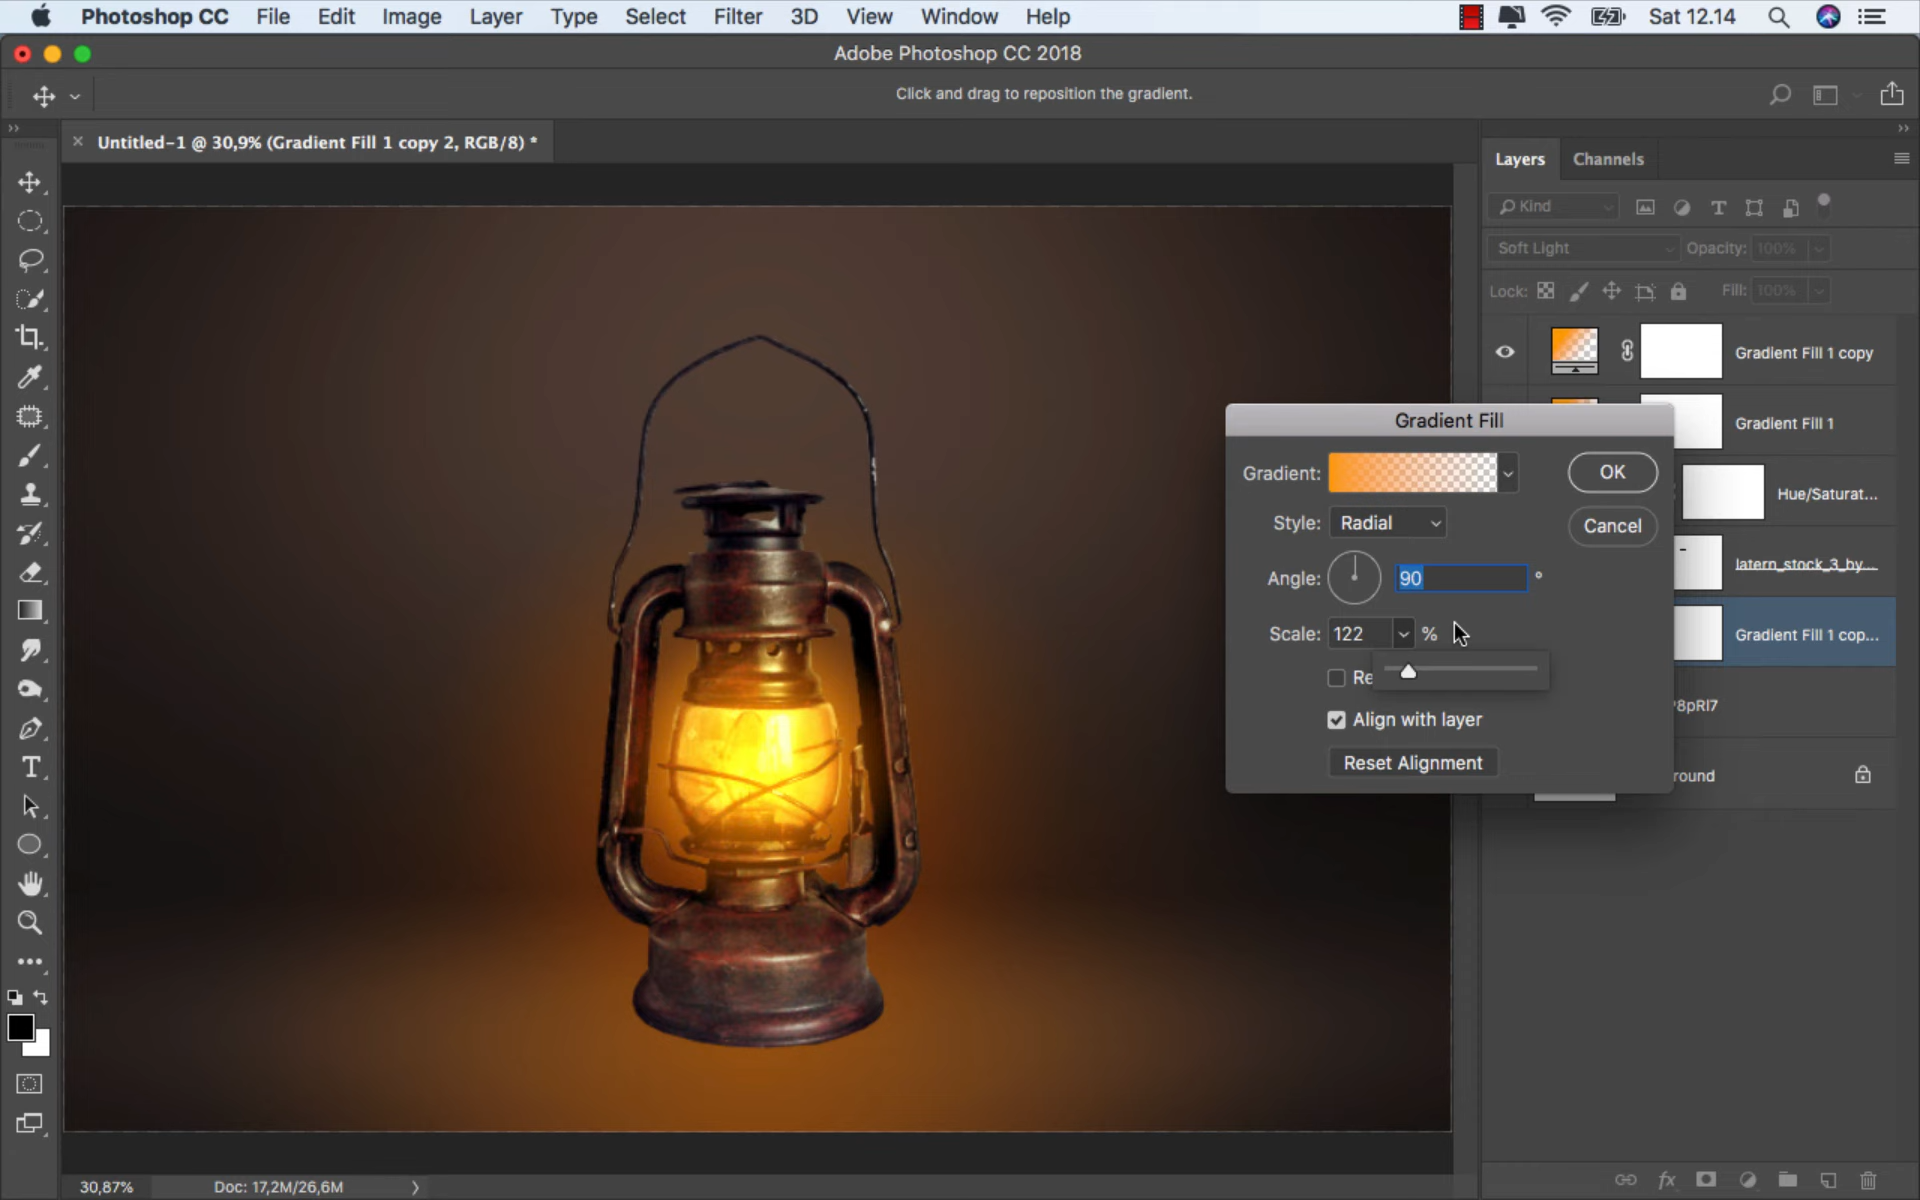 Photoshop CC File Edit Image Layer Type Select Filter 3D View Window Help Sat 12.14
Adobe Photoshop CC 2018
Click and drag to reposition the gradient.
Untitled-1 @ 30,9% (Gradient Fill 1 copy 2, RGB/8) *
Layers Channels
Kind
Soft Light Opacity: 100%
Lock: Fill: 100%
Gradient Fill 1 copy
Gradient Fill 1
Hue/Saturat...
latern_stock_3_by...
Gradient Fill 1 cop...
8pRI7
round
Gradient Fill
Gradient: OK
Style: Radial Cancel
Angle: 90 °
Scale: 122 %
Re
Align with layer
Reset Alignment
30,87% Doc: 17,2M/26,6M